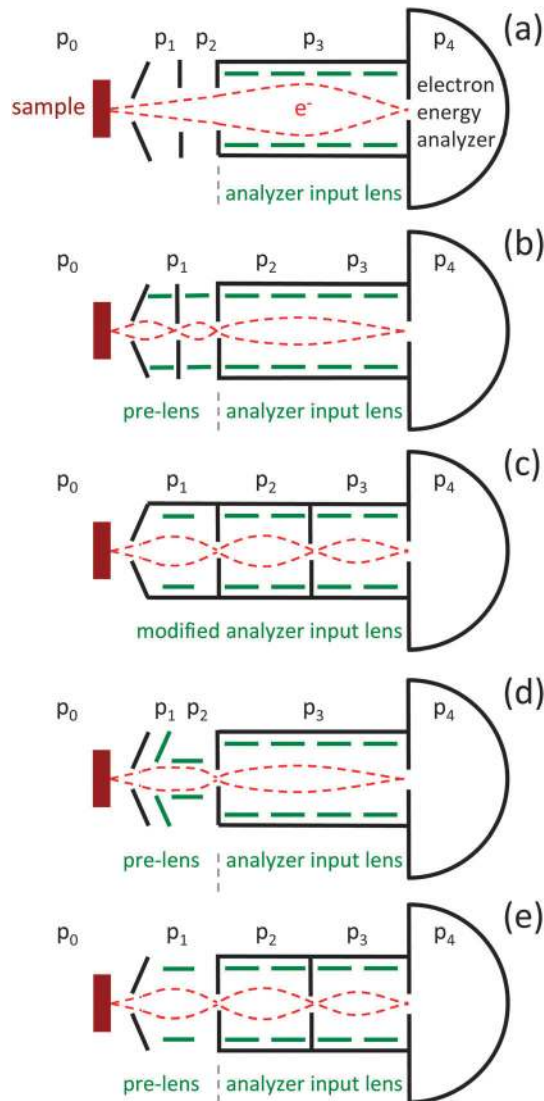 (a)
p₀ p₁ p₂ p₃ p₄
sample
e⁻
electron
energy
analyzer
analyzer input lens
(b)
p₀ p₁ p₂ p₃ p₄
pre-lens analyzer input lens
(c)
p₀ p₁ p₂ p₃ p₄
modified analyzer input lens
(d)
p₀ p₁ p₂ p₃ p₄
pre-lens analyzer input lens
(e)
p₀ p₁ p₂ p₃ p₄
pre-lens analyzer input lens